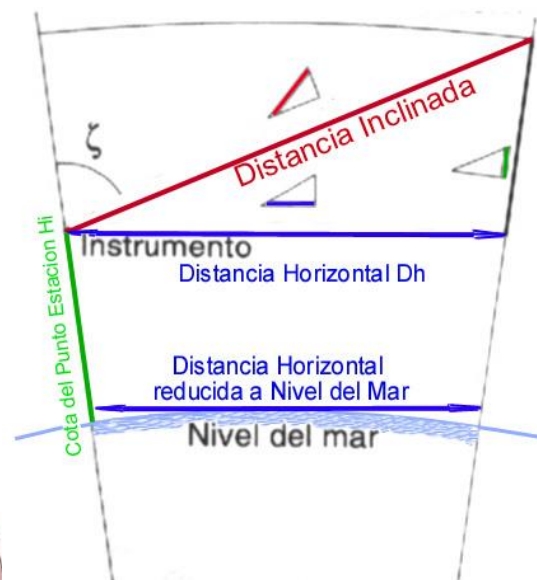 ζ
Distancia Inclinada
Instrumento
Distancia Horizontal Dh
Cota del Punto Estacion Hi
Distancia Horizontal
reducida a Nivel del Mar
Nivel del mar